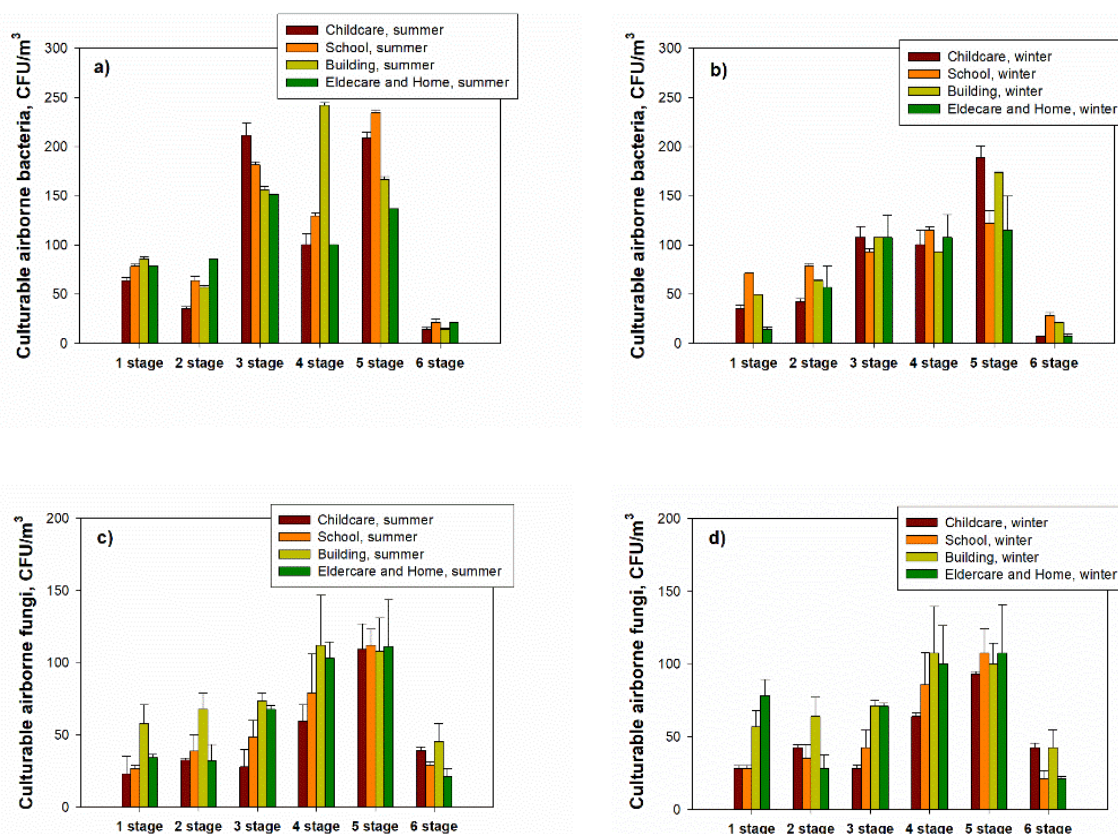 Childcare, summer
School, summer
Building, summer
Eldecare and Home, summer
a)
Culturable airborne bacteria, CFU/m³
300
250
200
150
100
50
0
1 stage 2 stage 3 stage 4 stage 5 stage 6 stage
Childcare, winter
School, winter
Building, winter
Eldecare and Home, winter
b)
Culturable airborne bacteria, CFU/m³
300
250
200
150
100
50
0
1 stage 2 stage 3 stage 4 stage 5 stage 6 stage
Childcare, summer
School, summer
Building, summer
Eldercare and Home, summer
c)
Culturable airborne fungi, CFU/m³
200
150
100
50
0
1 stage 2 stage 3 stage 4 stage 5 stage 6 stage
Childcare, winter
School, winter
Building, winter
Eldercare and Home, winter
d)
Culturable airborne fungi, CFU/m³
200
150
100
50
0
1 stage 2 stage 3 stage 4 stage 5 stage 6 stage